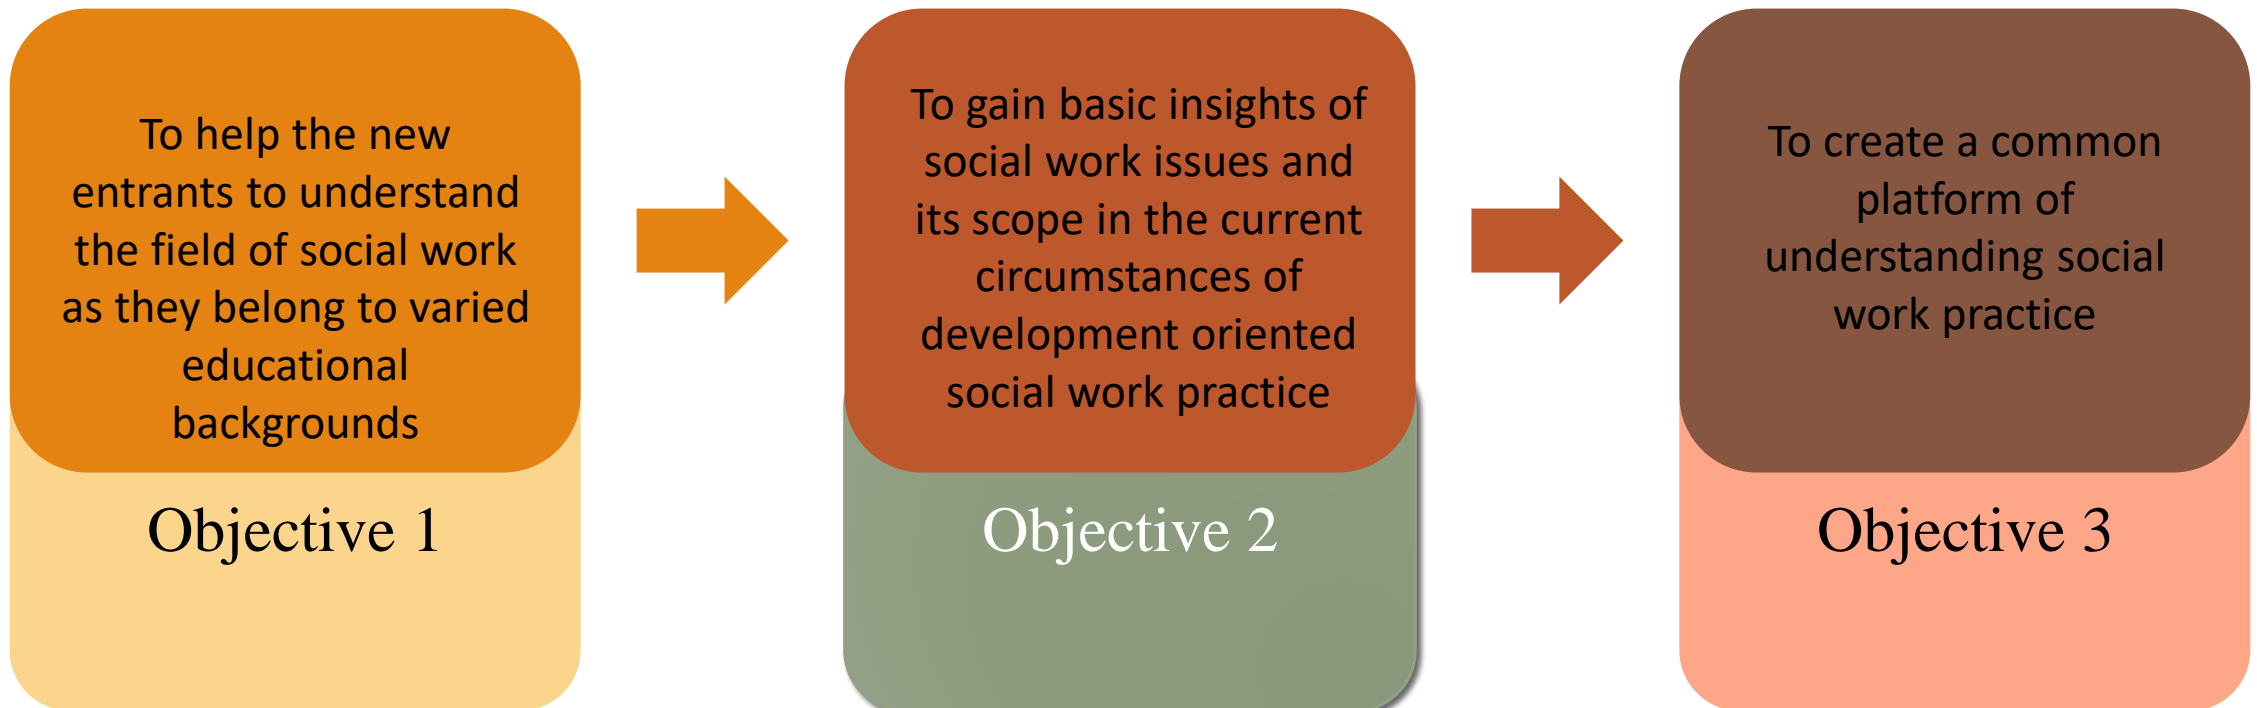 To help the new
entrants to understand
the field of social work
as they belong to varied
educational
backgrounds
Objective 1
To gain basic insights of
social work issues and
its scope in the current
circumstances of
development oriented
social work practice
Objective 2
To create a common
platform of
understanding social
work practice
Objective 3